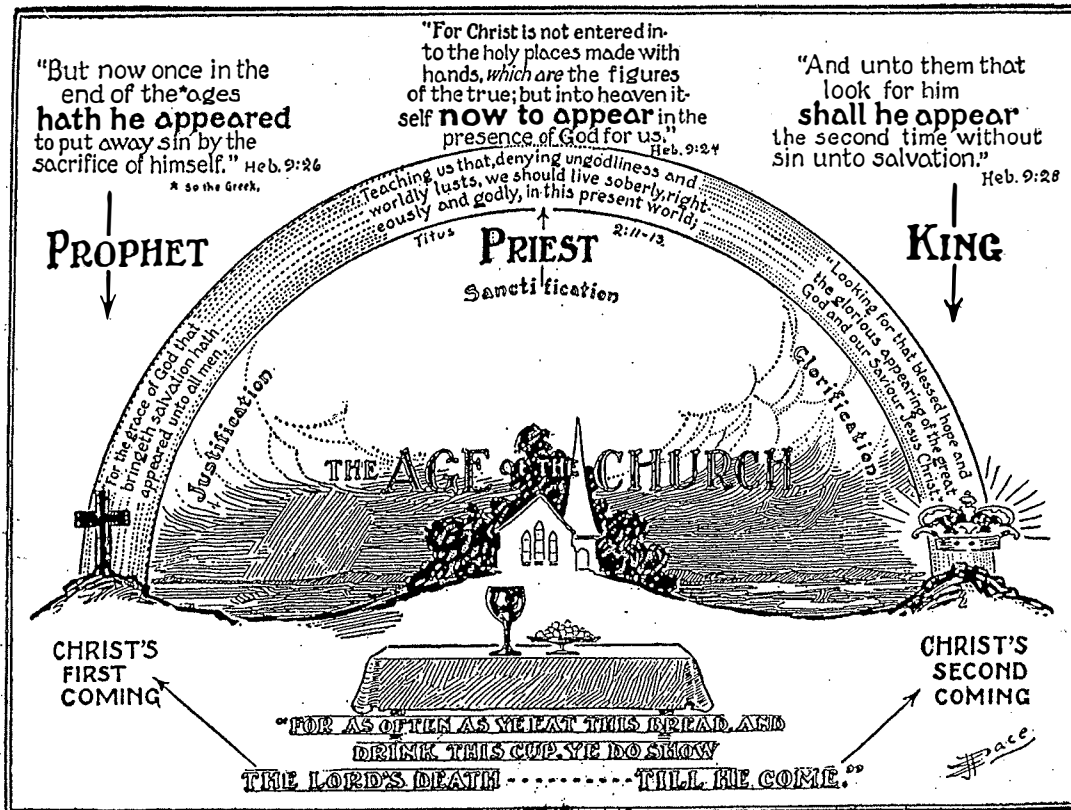 "But now once in the
end of the *ages
hath he appeared
to put away sin by the
sacrifice of himself." Heb. 9:26
* So the Greek.
"For Christ is not entered in-
to the holy places made with
hands, which are the figures
of the true; but into heaven it-
self now to appear in the
presence of God for us."
Heb. 9:24
"And unto them that
look for him
shall he appear
the second time without
sin unto salvation."
Heb. 9:28
PROPHET
PRIEST
Sanctification
KING
"For the grace of God that
bringeth salvation hath
appeared unto all men,
Teaching us that, denying ungodliness and
worldly lusts, we should live soberly, right-
eously and godly, in this present world;
Titus 2:11-13.
"Looking for that blessed hope and
the glorious appearing of the great
God and our Saviour Jesus Christ."
Justification
Glorification
THE AGE OF THE CHURCH
CHRIST'S
FIRST
COMING
CHRIST'S
SECOND
COMING
"FOR AS OFTEN AS YE EAT THIS BREAD, AND
DRINK THIS CUP, YE DO SHOW
THE LORD'S DEATH ------- TILL HE COME."
Pace